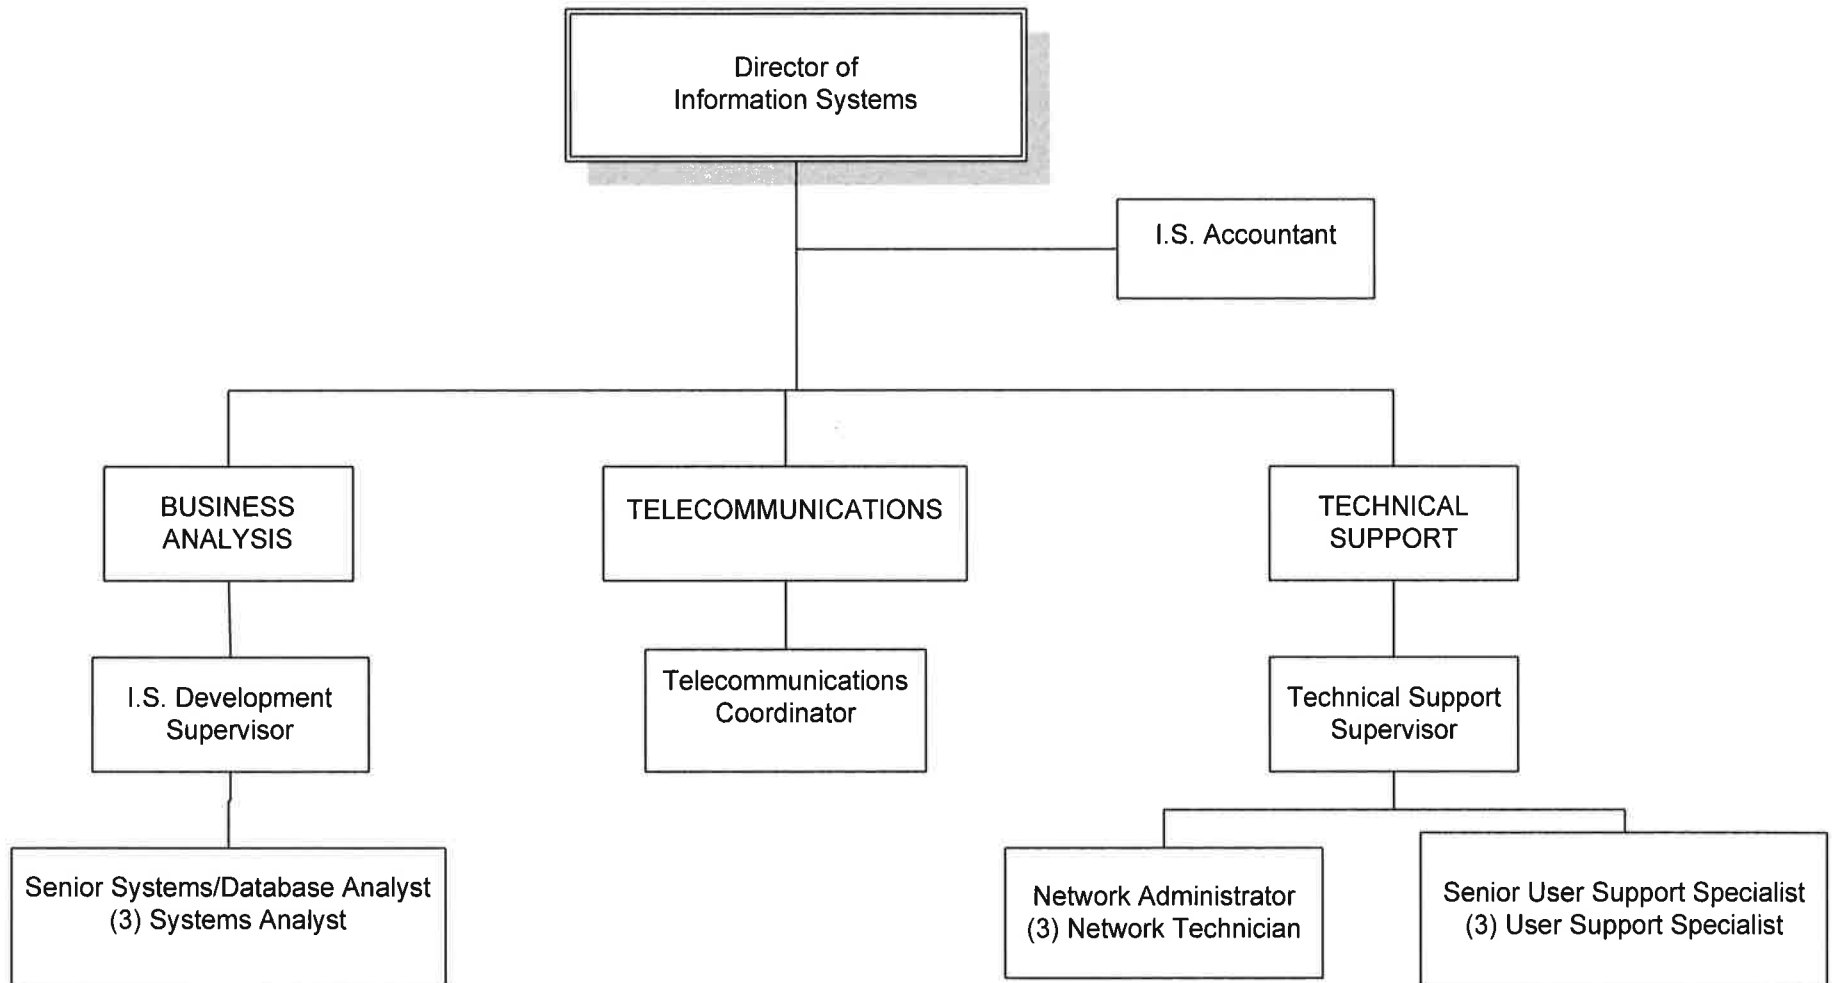 Director of
Information Systems
I.S. Accountant
BUSINESS
ANALYSIS
TELECOMMUNICATIONS
TECHNICAL
SUPPORT
I.S. Development
Supervisor
Telecommunications
Coordinator
Technical Support
Supervisor
Senior Systems/Database Analyst
(3) Systems Analyst
Network Administrator
(3) Network Technician
Senior User Support Specialist
(3) User Support Specialist